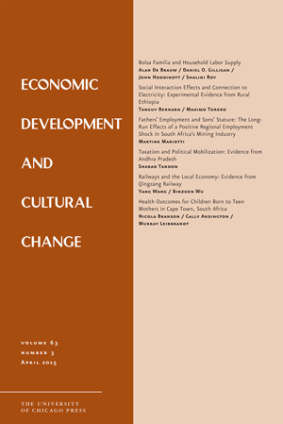 ECONOMIC
DEVELOPMENT
AND
CULTURAL
CHANGE
VOLUME 63
NUMBER 3
APRIL 2015
THE UNIVERSITY
OF CHICAGO PRESS
Bolsa Família and Household Labor Supply
ALAN DE BRAUW / DANIEL O. GILLIGAN /
JOHN HODDINOTT / SHALINI ROY
Social Interaction Effects and Connection to
Electricity: Experimental Evidence from Rural
Ethiopia
TANGUY BERNARD / MAXIMO TORERO
Fathers' Employment and Sons' Stature: The Long-
Run Effects of a Positive Regional Employment
Shock in South Africa's Mining Industry
MARTINE MARIOTTI
Taxation and Political Mobilization: Evidence from
Andhra Pradesh
SHARAD TANDON
Railways and the Local Economy: Evidence from
Qingzang Railway
YANG WANG / BINZHEN WU
Health Outcomes for Children Born to Teen
Mothers in Cape Town, South Africa
NICOLA BRANSON / CALLY ARDINGTON /
MURRAY LEIBBRANDT